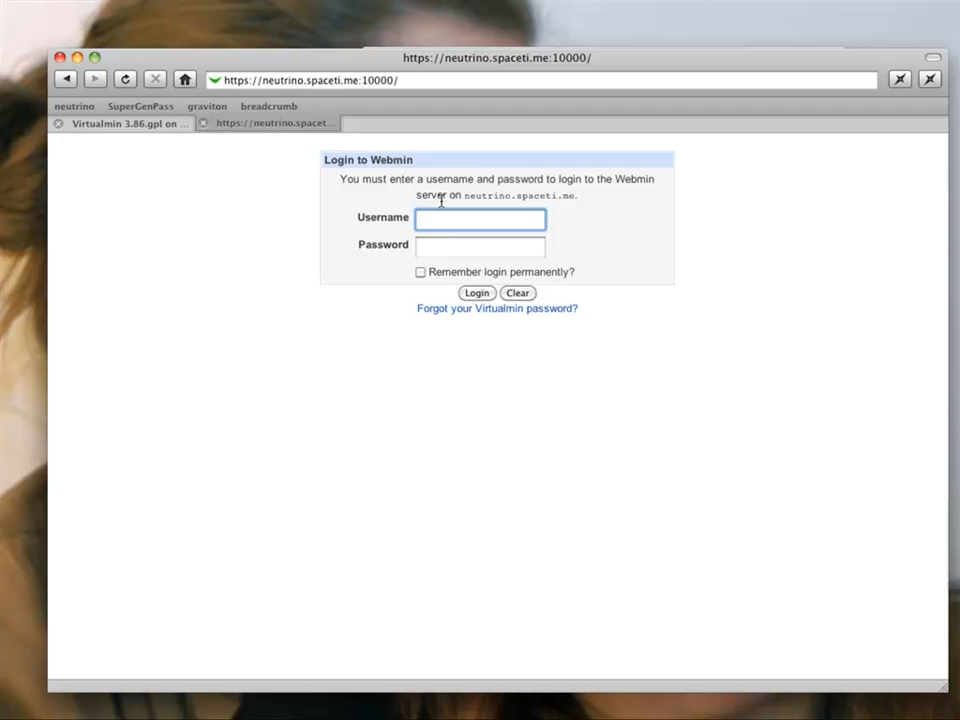 https://neutrino.spaceti.me:10000/
https://neutrino.spaceti.me:10000/
neutrino SuperGenPass graviton breadcrumb
Virtualmin 3.86.gpl on ... https://neutrino.spacet...
Login to Webmin
You must enter a username and password to login to the Webmin
server on neutrino.spaceti.me.
Username
Password
Remember login permanently?
Login Clear
Forgot your Virtualmin password?